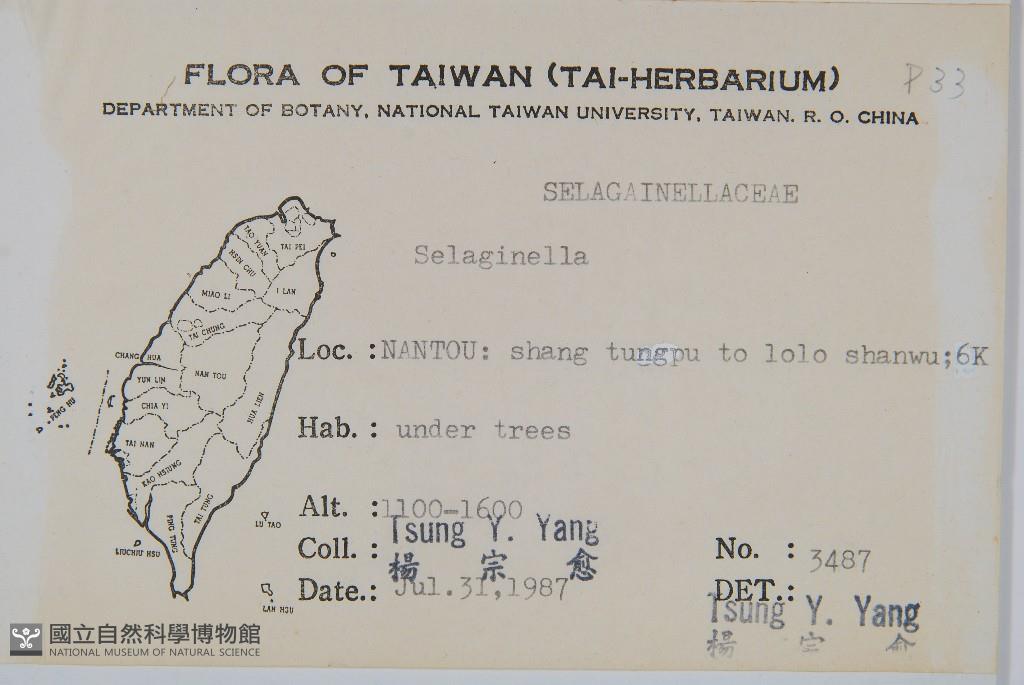 FLORA OF TAIWAN (TAI-HERBARIUM)
P33
DEPARTMENT OF BOTANY, NATIONAL TAIWAN UNIVERSITY, TAIWAN. R. O. CHINA
SELAGAINELLACEAE
Selaginella
TAI PEI
TAO YUAN
HSIN CHU
I LAN
MIAO LI
TAI CHUNG
Loc. :NANTOU: shang tungpu to lolo shanwu;6K
CHANG HUA
NAN TOU
YUN LIN
PENG HU
CHIA YI
HUA LIEN
Hab. : under trees
TAI NAN
KAO HSIUNG
TAI TUNG
Alt. :1100-1600
PING TUNG
LU TAO
Coll. : Tsung Y. Yang
楊 宗 愈
LIUCHIU HSU
No. : 3487
Date.: Jul.31,1987
DET.: Tsung Y. Yang
楊 宗 愈
LAN HSU
國立自然科學博物館
NATIONAL MUSEUM OF NATURAL SCIENCE